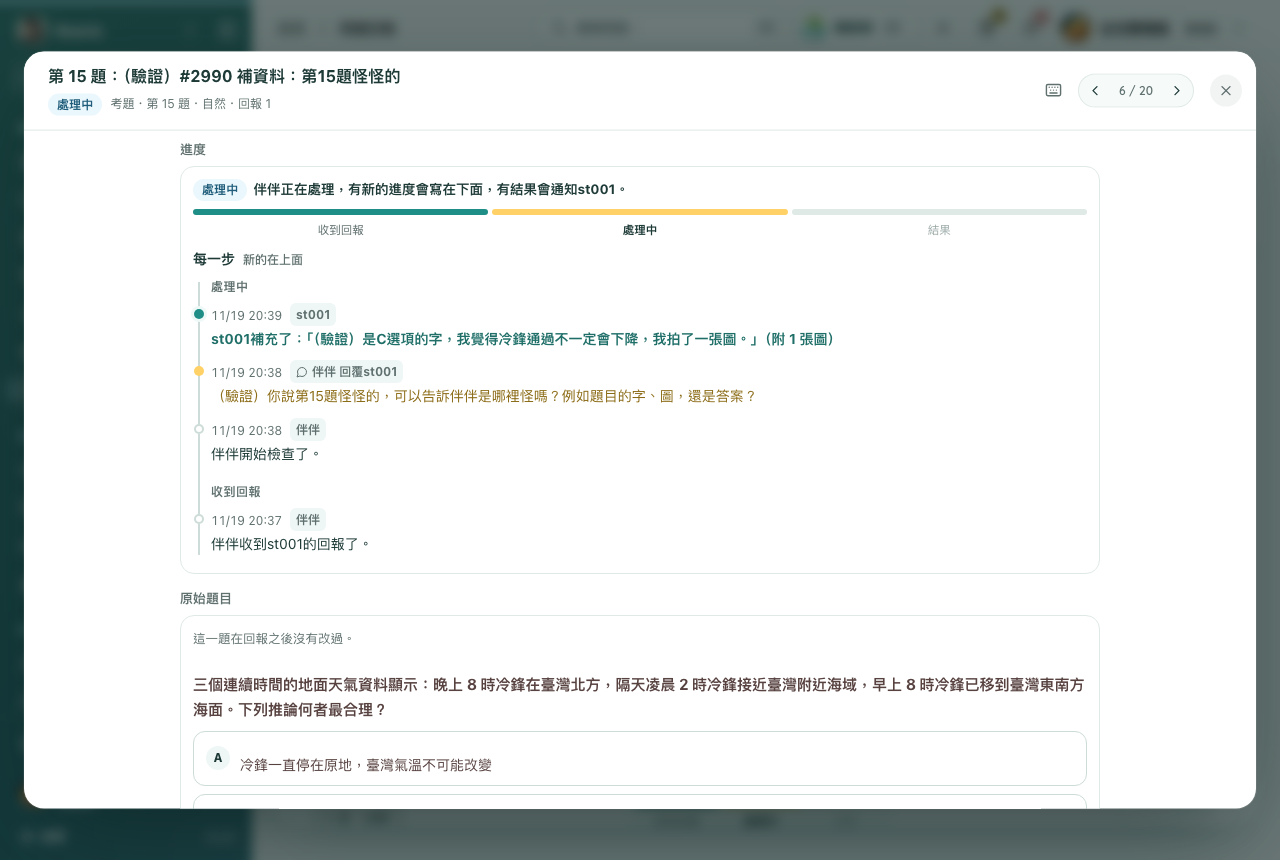 第 15 題：（驗證）#2990 補資料：第15題怪怪的
處理中 考題・第 15 題・自然・回報 1
6 / 20
進度
處理中 伴伴正在處理，有新的進度會寫在下面，有結果會通知st001。
收到回報 處理中 結果
每一步 新的在上面
處理中
11/19 20:39 st001
st001補充了：「（驗證）是C選項的字，我覺得冷鋒通過不一定會下降，我拍了一張圖。」（附 1 張圖）
11/19 20:38 伴伴 回覆st001
（驗證）你說第15題怪怪的，可以告訴伴伴是哪裡怪嗎？例如題目的字、圖，還是答案？
11/19 20:38 伴伴
伴伴開始檢查了。
收到回報
11/19 20:37 伴伴
伴伴收到st001的回報了。
原始題目
這一題在回報之後沒有改過。
三個連續時間的地面天氣資料顯示：晚上 8 時冷鋒在臺灣北方，隔天凌晨 2 時冷鋒接近臺灣附近海域，早上 8 時冷鋒已移到臺灣東南方
海面。下列推論何者最合理？
A 冷鋒一直停在原地，臺灣氣溫不可能改變